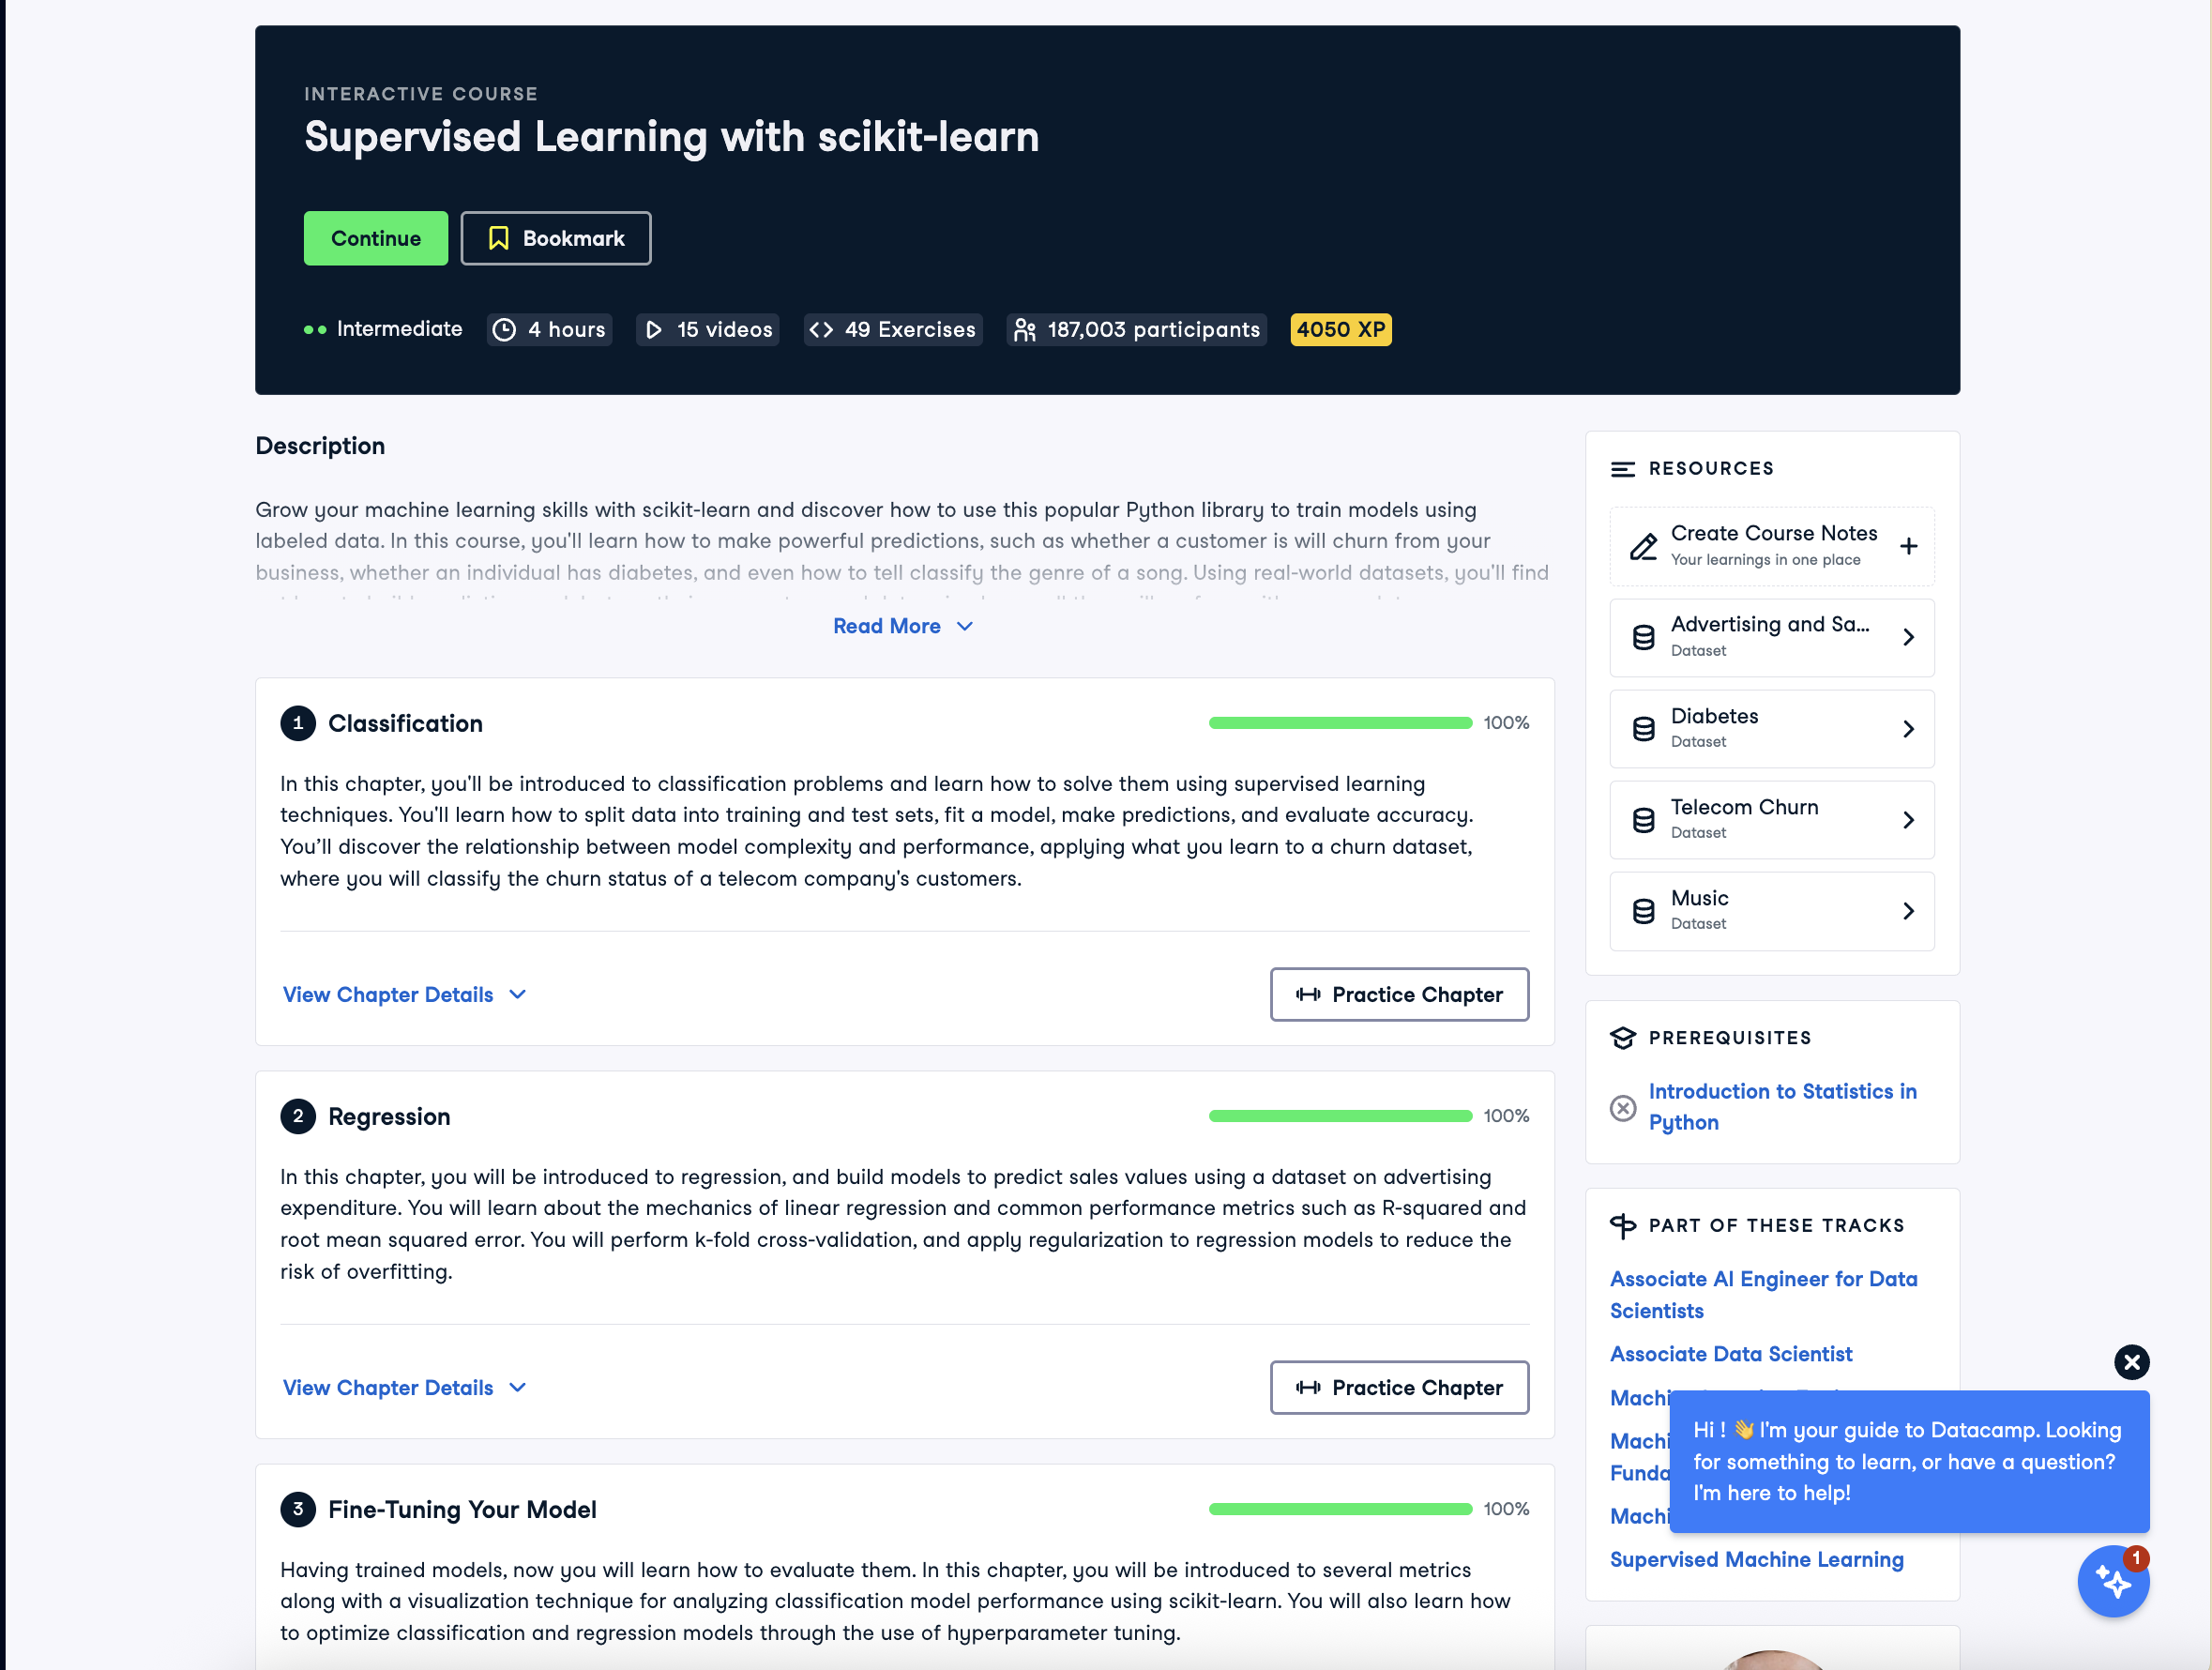 INTERACTIVE COURSE
Supervised Learning with scikit-learn
Continue
Bookmark
Intermediate
4 hours
15 videos
49 Exercises
187,003 participants
4050 XP
Description
Grow your machine learning skills with scikit-learn and discover how to use this popular Python library to train models using
labeled data. In this course, you'll learn how to make powerful predictions, such as whether a customer is will churn from your
business, whether an individual has diabetes, and even how to tell classify the genre of a song. Using real-world datasets, you'll find
Read More
1 Classification
100%
In this chapter, you'll be introduced to classification problems and learn how to solve them using supervised learning
techniques. You'll learn how to split data into training and test sets, fit a model, make predictions, and evaluate accuracy.
You’ll discover the relationship between model complexity and performance, applying what you learn to a churn dataset,
where you will classify the churn status of a telecom company's customers.
View Chapter Details
Practice Chapter
2 Regression
100%
In this chapter, you will be introduced to regression, and build models to predict sales values using a dataset on advertising
expenditure. You will learn about the mechanics of linear regression and common performance metrics such as R-squared and
root mean squared error. You will perform k-fold cross-validation, and apply regularization to regression models to reduce the
risk of overfitting.
View Chapter Details
Practice Chapter
3 Fine-Tuning Your Model
100%
Having trained models, now you will learn how to evaluate them. In this chapter, you will be introduced to several metrics
along with a visualization technique for analyzing classification model performance using scikit-learn. You will also learn how
to optimize classification and regression models through the use of hyperparameter tuning.
RESOURCES
Create Course Notes
Your learnings in one place
Advertising and Sa...
Dataset
Diabetes
Dataset
Telecom Churn
Dataset
Music
Dataset
PREREQUISITES
Introduction to Statistics in
Python
PART OF THESE TRACKS
Associate AI Engineer for Data
Scientists
Associate Data Scientist
Machi
Machi
Funda
Machi
Supervised Machine Learning
Hi ! 👋 I'm your guide to Datacamp. Looking
for something to learn, or have a question?
I'm here to help!
1